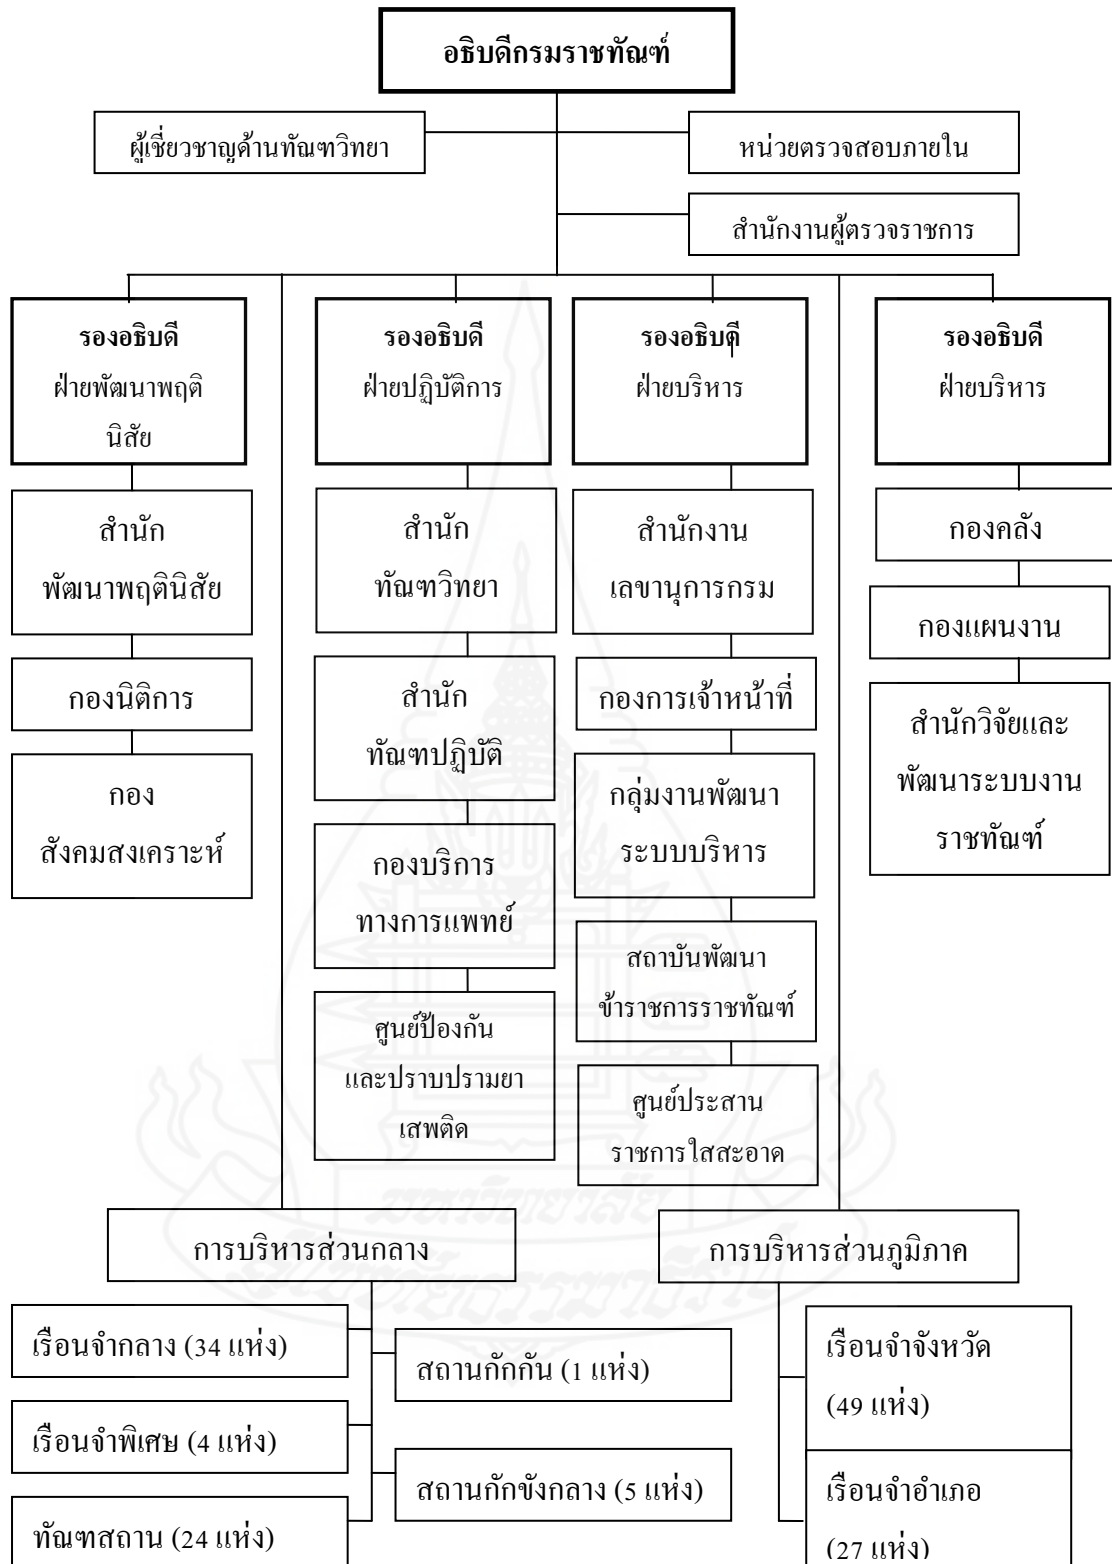 อธิบดีกรมราชทัณฑ์
ผู้เชี่ยวชาญด้านทัณฑวิทยา
หน่วยตรวจสอบภายใน
สำนักงานผู้ตรวจราชการ
รองอธิบดี
ฝ่ายพัฒนาพฤติ
นิสัย
สำนัก
พัฒนาพฤตินิสัย
กองนิติการ
กอง
สังคมสงเคราะห์
รองอธิบดี
ฝ่ายปฏิบัติการ
สำนัก
ทัณฑวิทยา
สำนัก
ทัณฑปฏิบัติ
กองบริการ
ทางการแพทย์
ศูนย์ป้องกัน
และปราบปรามยา
เสพติด
รองอธิบดี
ฝ่ายบริหาร
สำนักงาน
เลขานุการกรม
กองการเจ้าหน้าที่
กลุ่มงานพัฒนา
ระบบบริหาร
สถาบันพัฒนา
ข้าราชการราชทัณฑ์
ศูนย์ประสาน
ราชการใสสะอาด
รองอธิบดี
ฝ่ายบริหาร
กองคลัง
กองแผนงาน
สำนักวิจัยและ
พัฒนาระบบงาน
ราชทัณฑ์
มหาวิทยาลัย
สุโขทัยธรรมาธิราช
การบริหารส่วนกลาง
เรือนจำกลาง (34 แห่ง)
เรือนจำพิเศษ (4 แห่ง)
ทัณฑสถาน (24 แห่ง)
สถานกักกัน (1 แห่ง)
สถานกักขังกลาง (5 แห่ง)
การบริหารส่วนภูมิภาค
เรือนจำจังหวัด
(49 แห่ง)
เรือนจำอำเภอ
(27 แห่ง)